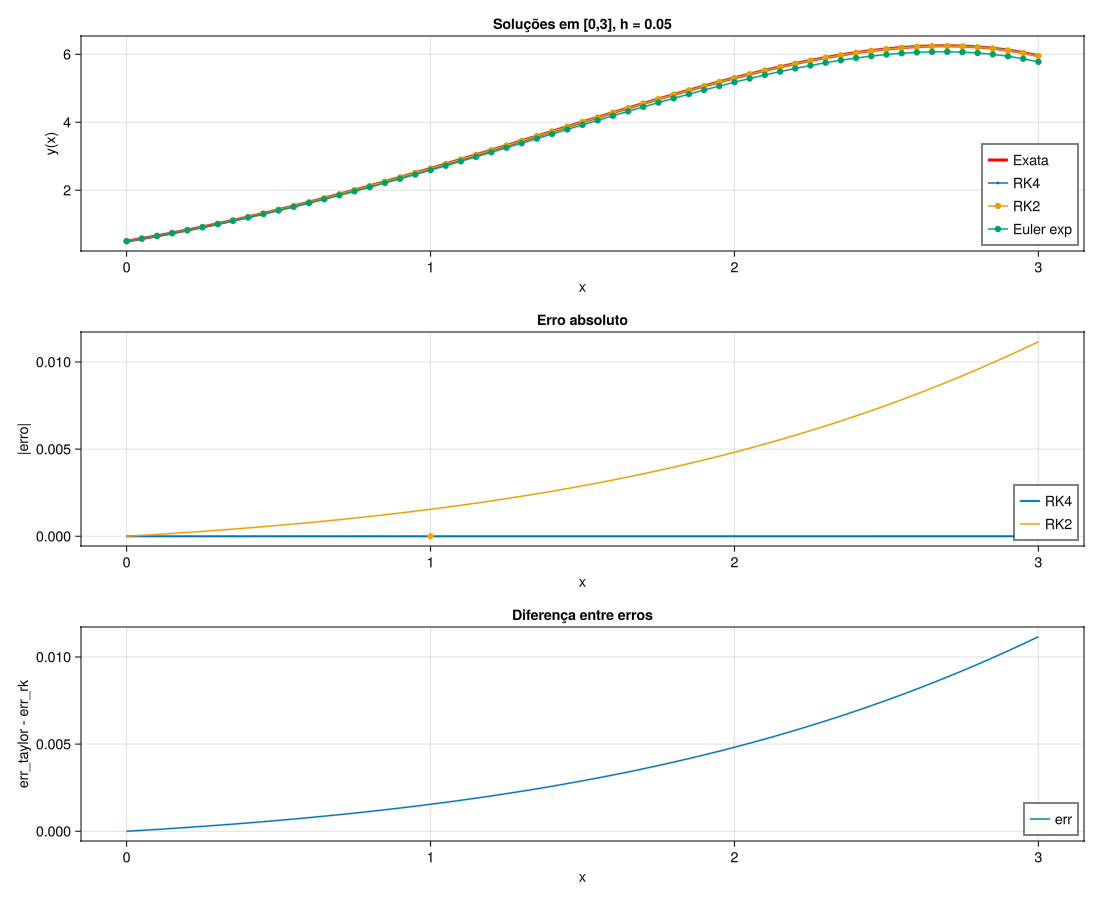 Soluções em [0,3], h = 0.05
y(x)
6
4
2
0 1 2 3
x
Exata
RK4
RK2
Euler exp
Erro absoluto
|erro|
0.010
0.005
0.000
0 1 2 3
x
RK4
RK2
Diferença entre erros
err_taylor - err_rk
0.010
0.005
0.000
0 1 2 3
x
err